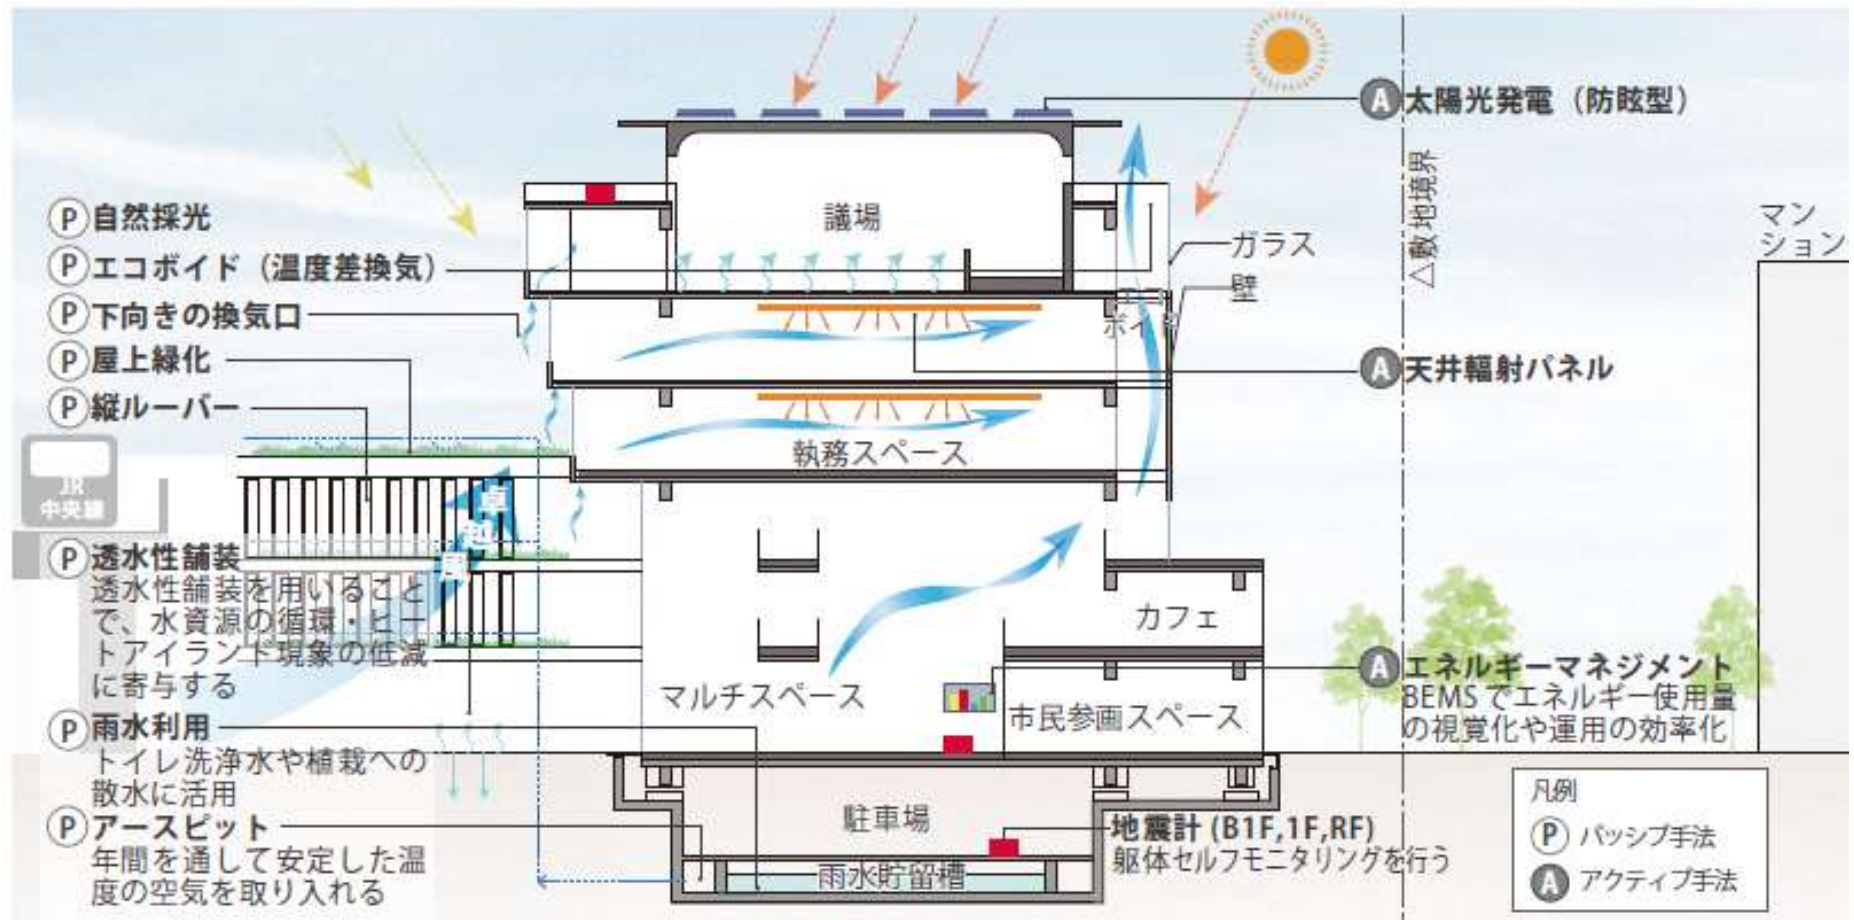 Ⓟ自然採光
Ⓟエコボイド（温度差換気）
Ⓟ下向きの換気口
Ⓟ屋上緑化
Ⓟ縦ルーバー
JR
中央線
Ⓟ透水性舗装
透水性舗装を用いること
で、水資源の循環・ヒー
トアイランド現象の低減
に寄与する
Ⓟ雨水利用
トイレ洗浄水や植栽への
散水に活用
Ⓟアースピット
年間を通して安定した温
度の空気を取り入れる
卓
風
議場
執務スペース
マルチスペース
カフェ
市民参画スペース
駐車場
雨水貯留槽
ガラス
壁
Ⓐ太陽光発電（防眩型）
△敷地境界
マン
ション
Ⓐ天井輻射パネル
Ⓐエネルギーマネジメント
BEMSでエネルギー使用量
の視覚化や運用の効率化
地震計 (B1F,1F,RF)
躯体セルフモニタリングを行う
凡例
Ⓟ パッシブ手法
Ⓐ アクティブ手法